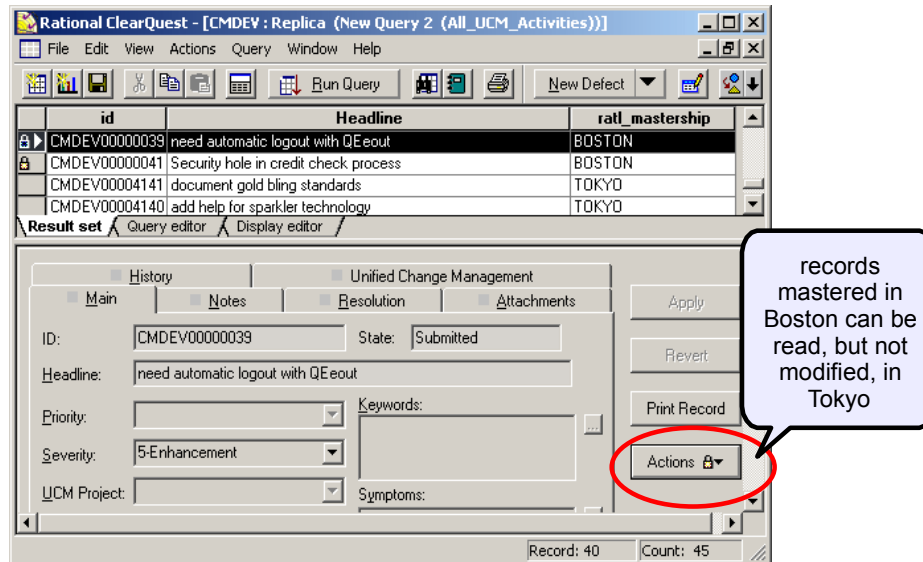 Rational ClearQuest - [CMDEV : Replica (New Query 2 (All_UCM_Activities))]
File Edit View Actions Query Window Help
Run Query New Defect
id Headline ratl_mastership
CMDEV00000039 need automatic logout with QEeout BOSTON
CMDEV00000041 Security hole in credit check process BOSTON
CMDEV00004141 document gold bling standards TOKYO
CMDEV00004140 add help for sparkler technology TOKYO
Result set Query editor Display editor
History Unified Change Management
Main Notes Resolution Attachments
ID: CMDEV00000039 State: Submitted
Headline: need automatic logout with QEeout
Priority: Keywords:
...
Severity: 5-Enhancement
UCM Project: Symptoms:
Apply
Revert
Print Record
Actions
records
mastered in
Boston can be
read, but not
modified, in
Tokyo
Record: 40 Count: 45